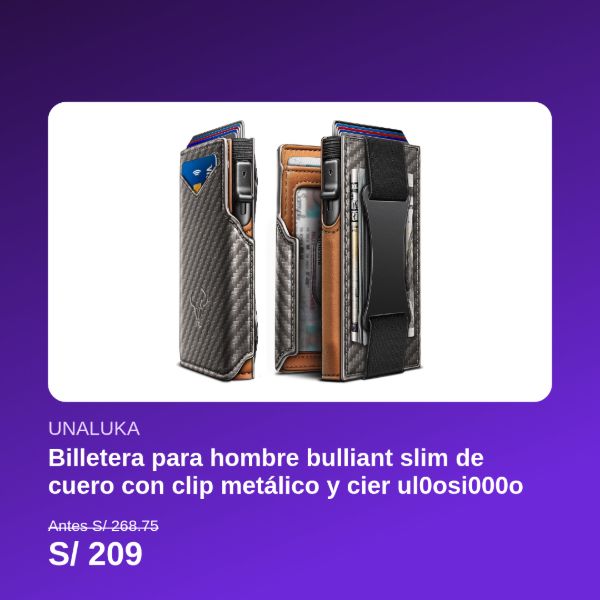 UNALUKA
Billetera para hombre bulliant slim de
cuero con clip metálico y cier ul0osi000o
Antes S/ 268.75
S/ 209